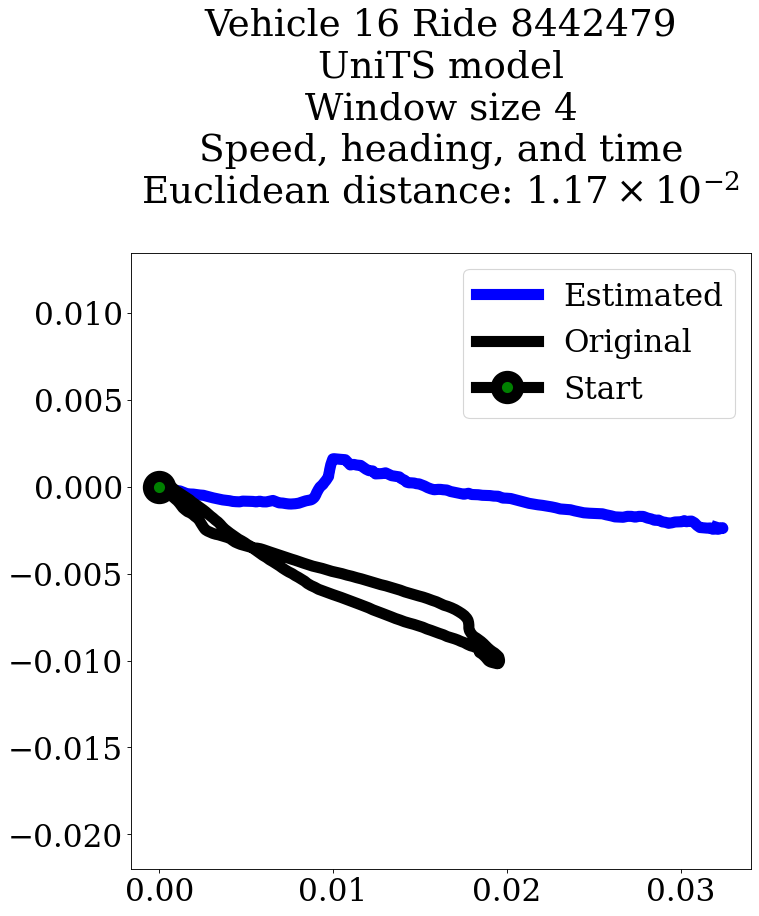 Vehicle 16 Ride 8442479
UniTS model
Window size 4
Speed, heading, and time
Euclidean distance: 1.17 × 10⁻²
Estimated
Original
Start
0.010
0.005
0.000
−0.005
−0.010
−0.015
−0.020
0.00 0.01 0.02 0.03